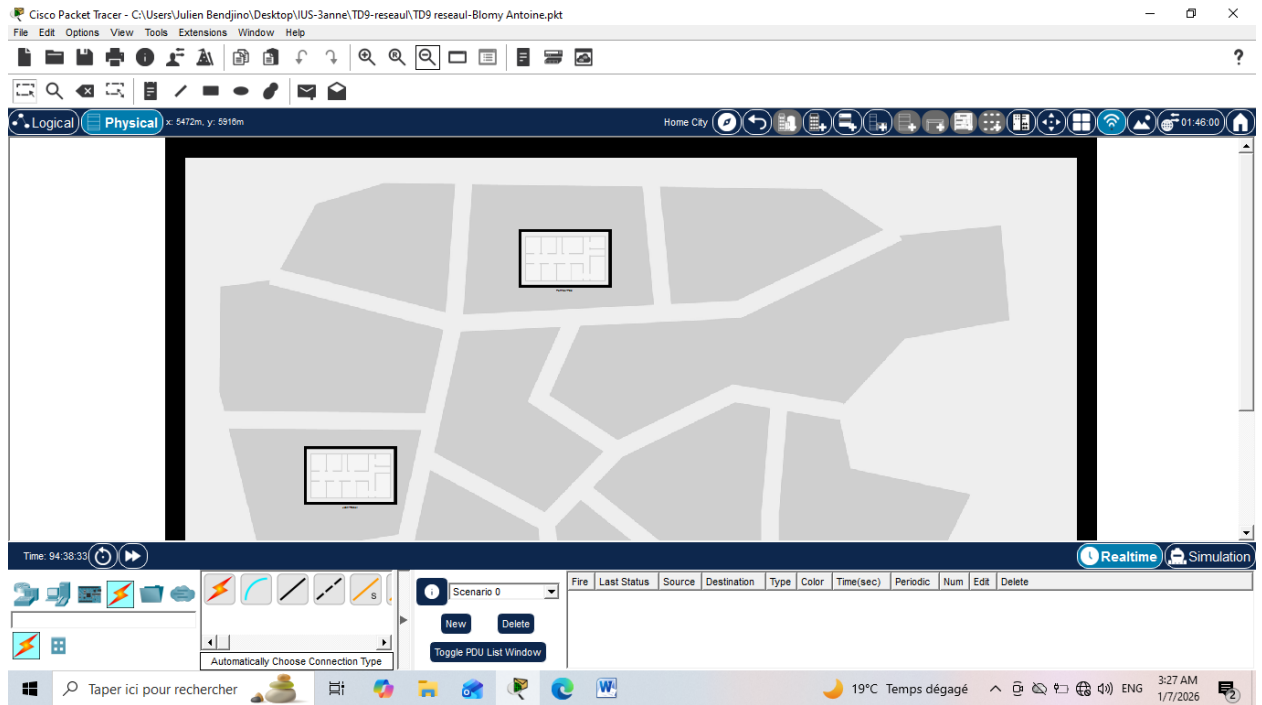 Cisco Packet Tracer - C:\Users\Julien Bendjino\Desktop\IUS-3anne\TD9-reseaul\TD9 reseaul-Blomy Antoine.pkt
File Edit Options View Tools Extensions Window Help
?
Logical Physical x: 5472m, y: 5916m Home City 01:46:00
Time: 94:38:33 Realtime Simulation
Fire Last Status Source Destination Type Color Time(sec) Periodic Num Edit Delete
Scenario 0
S
New Delete
Toggle PDU List Window
Automatically Choose Connection Type
Taper ici pour rechercher W 19°C Temps dégagé ENG 3:27 AM
1/7/2026 2